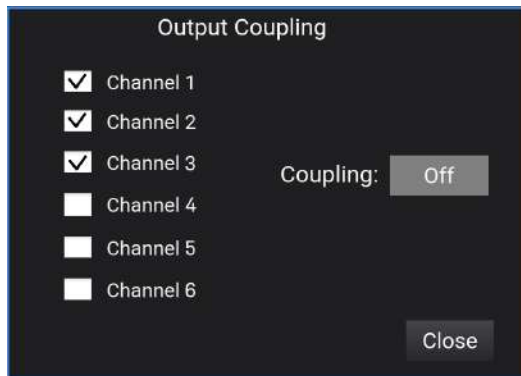 Output Coupling
Channel 1
Channel 2
Channel 3
Coupling: Off
Channel 4
Channel 5
Channel 6
Close